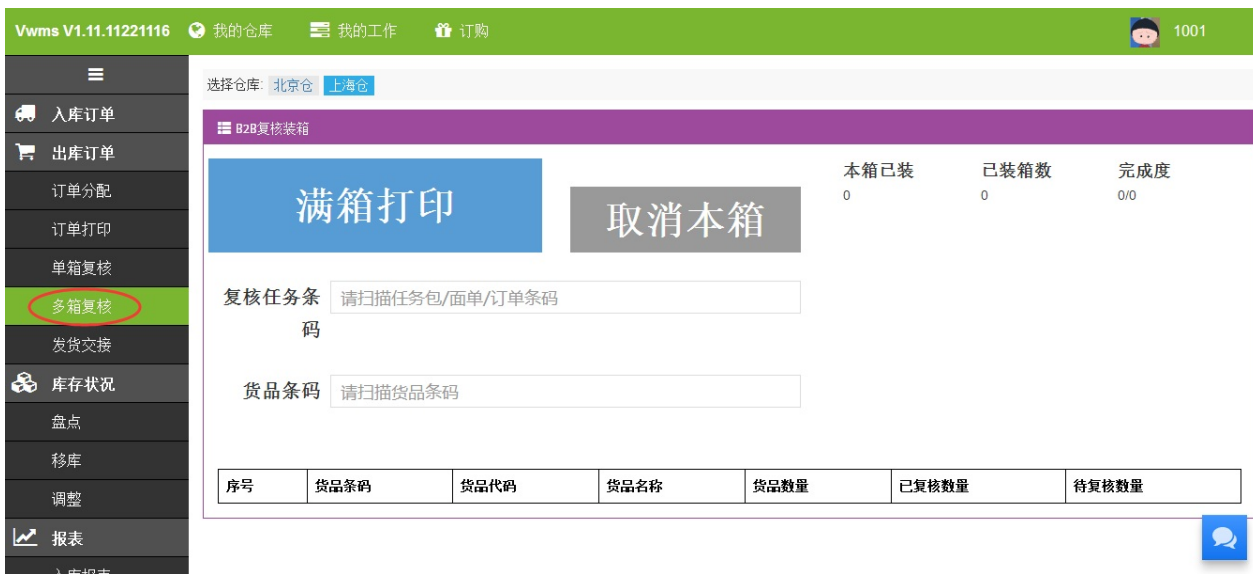 Vwms V1.11.11221116 我的仓库 我的工作 订购 1001
选择仓库: 北京仓 上海仓
入库订单
出库订单
订单分配
订单打印
单箱复核
多箱复核
发货交接
库存状况
盘点
移库
调整
报表
入库报表
B2B复核装箱
满箱打印
取消本箱
本箱已装 已装箱数 完成度
0 0 0/0
复核任务条码 请扫描任务包/面单/订单条码
货品条码 请扫描货品条码
序号 货品条码 货品代码 货品名称 货品数量 已复核数量 待复核数量